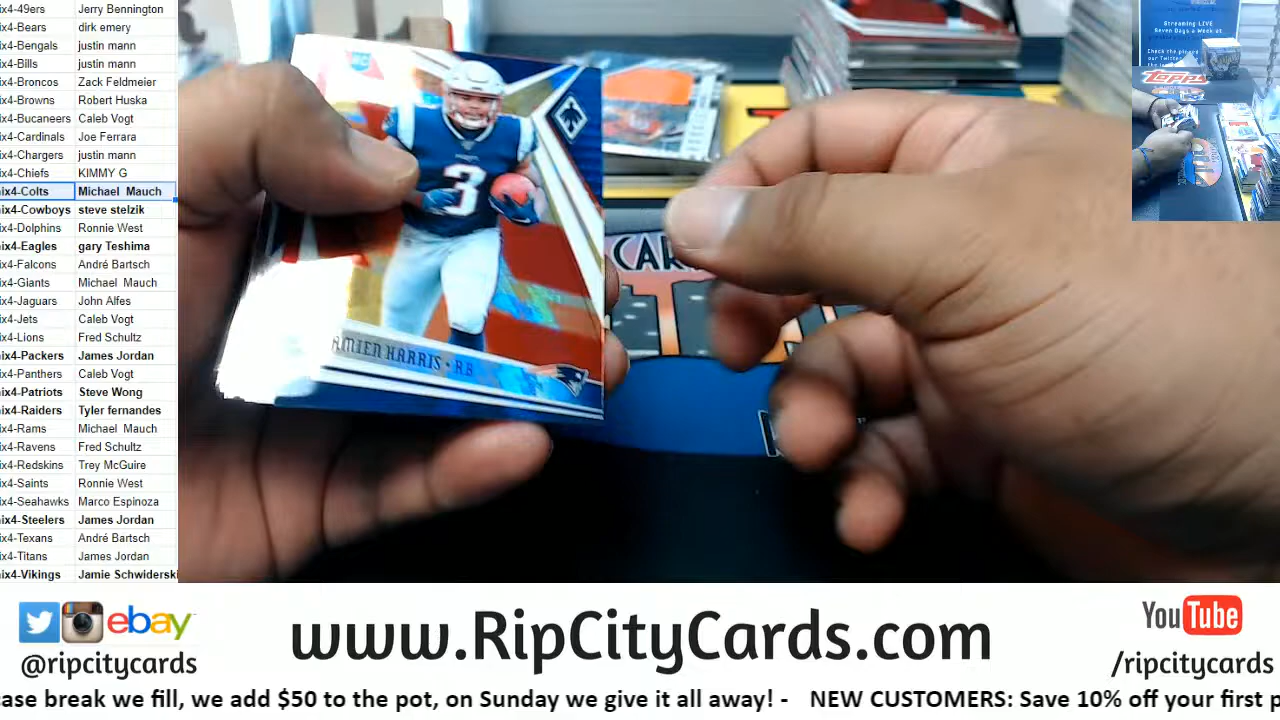 ix4-49ers Jerry Bennington
ix4-Bears dirk emery
ix4-Bengals justin mann
ix4-Bills justin mann
ix4-Broncos Zack Feldmeier
ix4-Browns Robert Huska
ix4-Bucaneers Caleb Vogt
ix4-Cardinals Joe Ferrara
ix4-Chargers justin mann
ix4-Chiefs KIMMY G
ix4-Colts Michael Mauch
ix4-Cowboys steve stelzik
ix4-Dolphins Ronnie West
ix4-Eagles gary Teshima
ix4-Falcons André Bartsch
ix4-Giants Michael Mauch
ix4-Jaguars John Alfes
ix4-Jets Caleb Vogt
ix4-Lions Fred Schultz
ix4-Packers James Jordan
ix4-Panthers Caleb Vogt
ix4-Patriots Steve Wong
ix4-Raiders Tyler fernandes
ix4-Rams Michael Mauch
ix4-Ravens Fred Schultz
ix4-Redskins Trey McGuire
ix4-Saints Ronnie West
ix4-Seahawks Marco Espinoza
ix4-Steelers James Jordan
ix4-Texans André Bartsch
ix4-Titans James Jordan
ix4-Vikings Jamie Schwiderski
RC
3
AMIEN HARRIS • RB
CAR
Streaming LIVE
Seven Days a Week at
Check the pinned
our Twitter
Topps
ebay
@ripcitycards
www.RipCityCards.com
YouTube
/ripcitycards
case break we fill, we add $50 to the pot, on Sunday we give it all away! - NEW CUSTOMERS: Save 10% off your first p